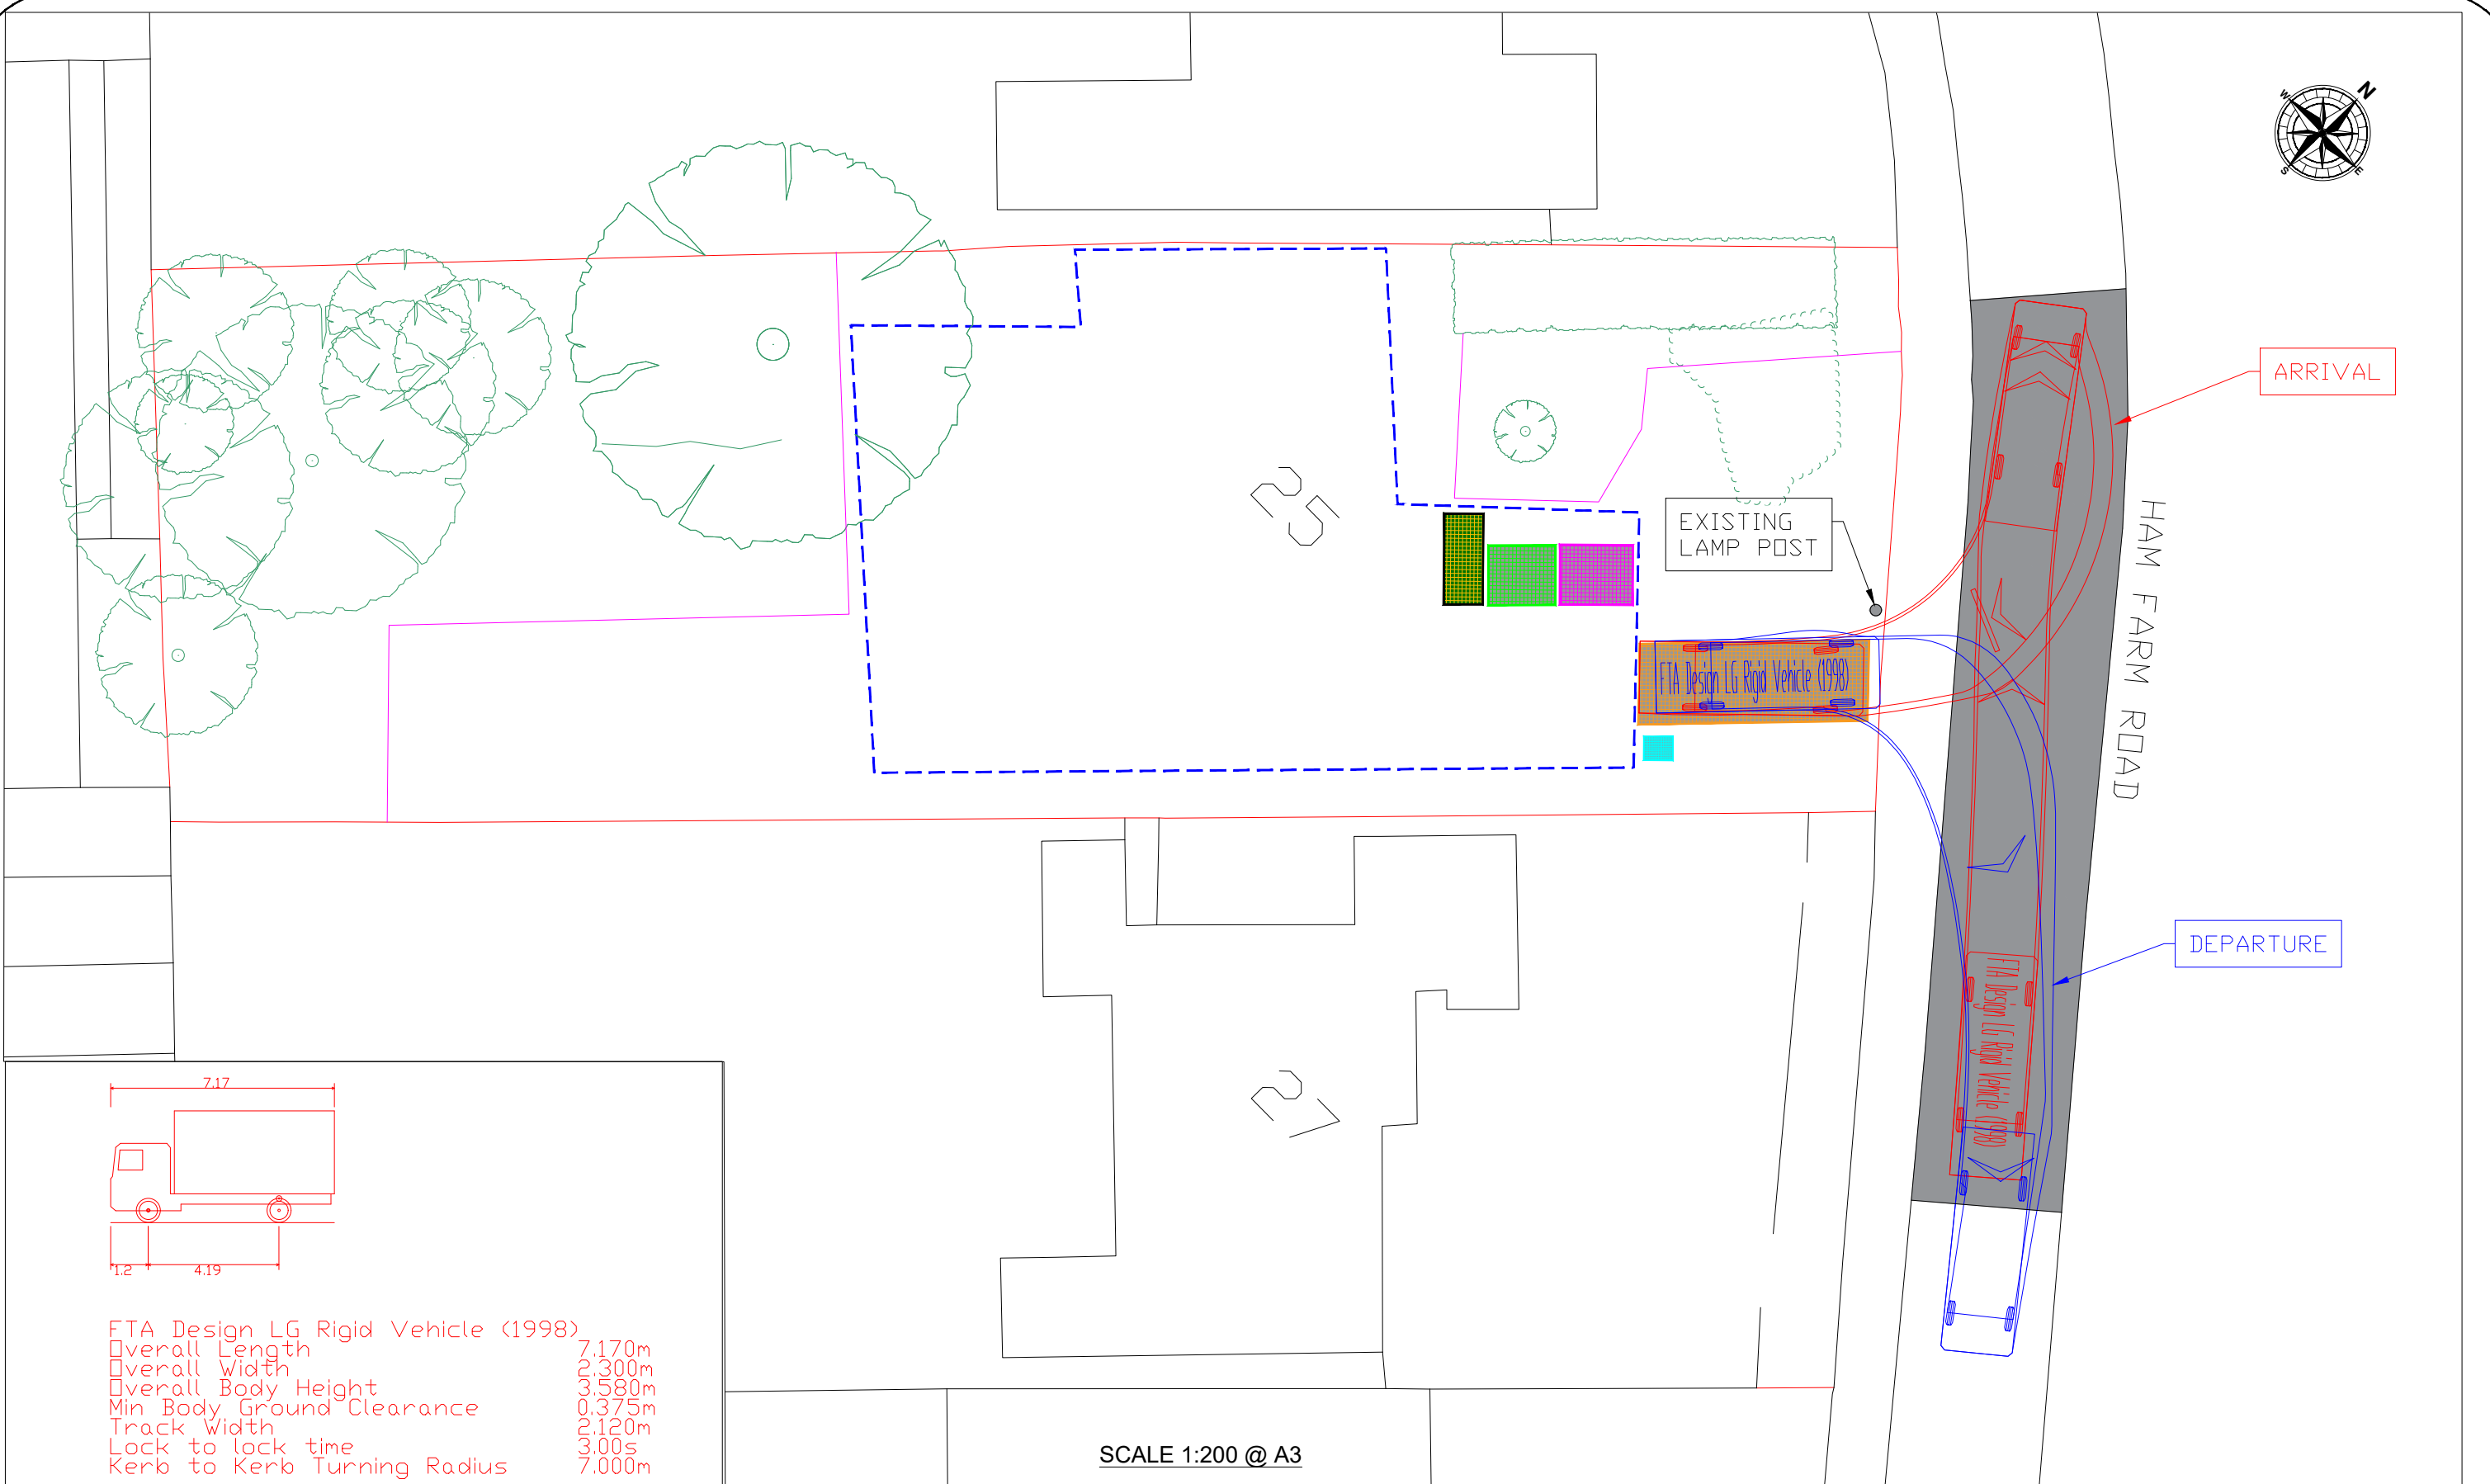 N
W
S
E
ARRIVAL
25
EXISTING
LAMP POST
HAM FARM ROAD
FTA Design LG Rigid Vehicle (1998)
DEPARTURE
FTA Design LG Rigid Vehicle (1998)
27
7.17
1.2
4.19
FTA Design LG Rigid Vehicle (1998)
Overall Length 7.170m
Overall Width 2.300m
Overall Body Height 3.580m
Min Body Ground Clearance 0.375m
Track Width 2.120m
Lock to lock time 3.00s
Kerb to Kerb Turning Radius 7.000m
SCALE 1:200 @ A3